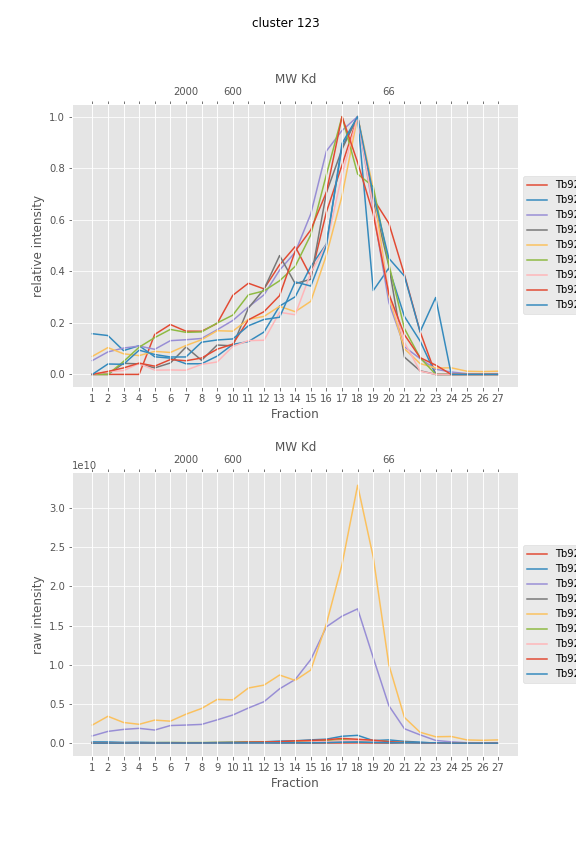 cluster 123
MW Kd
2000 600 66
1.0
0.8
0.6
0.4
0.2
0.0
relative intensity
1 2 3 4 5 6 7 8 9 10 11 12 13 14 15 16 17 18 19 20 21 22 23 24 25 26 27
Fraction
Tb92
Tb92
Tb92
Tb92
Tb92
Tb92
Tb92
Tb92
Tb92
MW Kd
2000 600 66
1e10
3.0
2.5
2.0
1.5
1.0
0.5
0.0
raw intensity
1 2 3 4 5 6 7 8 9 10 11 12 13 14 15 16 17 18 19 20 21 22 23 24 25 26 27
Fraction
Tb92
Tb92
Tb92
Tb92
Tb92
Tb92
Tb92
Tb92
Tb92